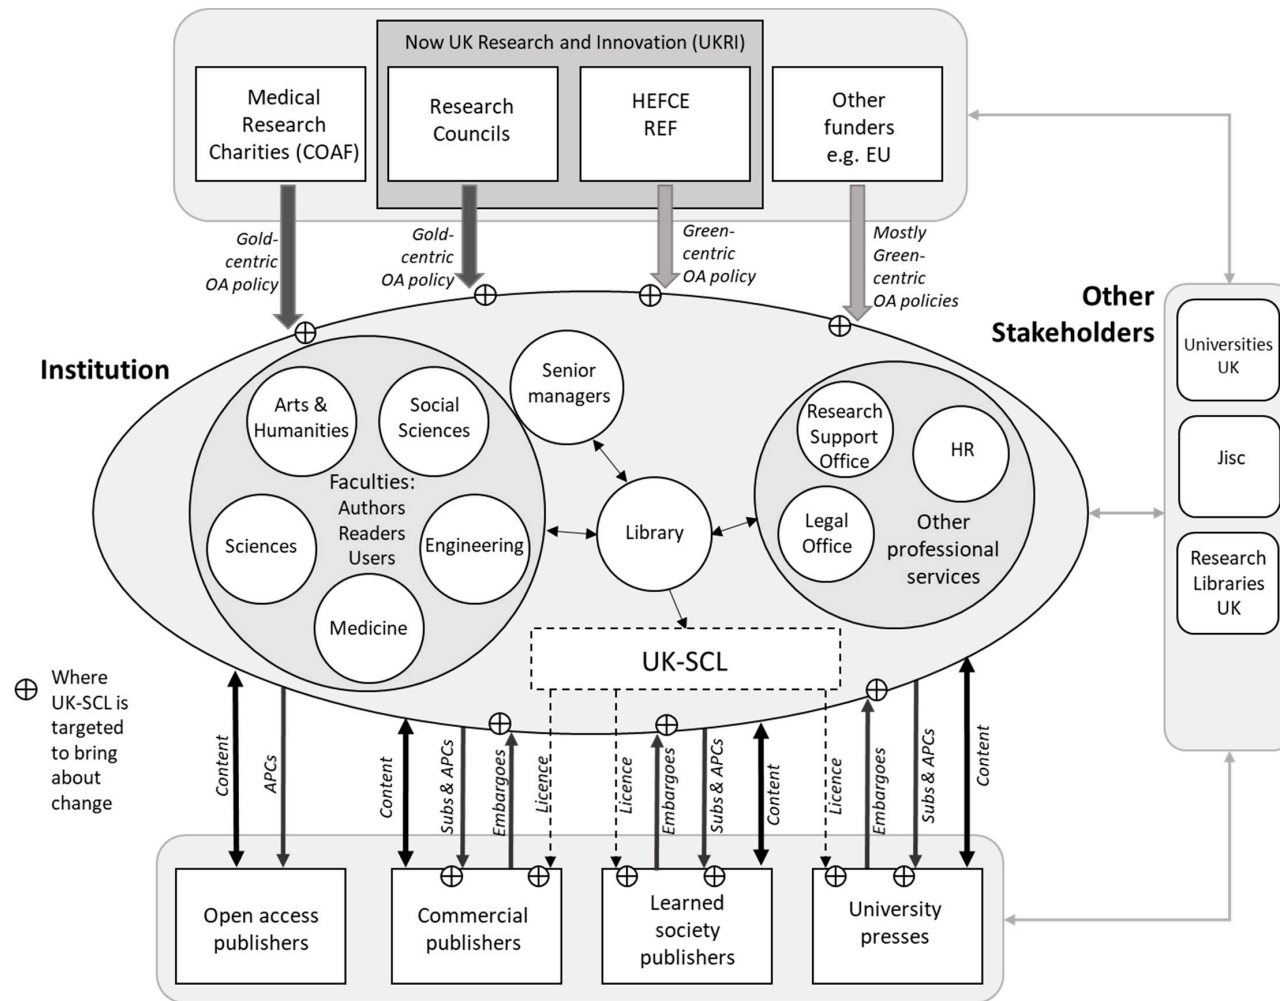 Now UK Research and Innovation (UKRI)
Medical
Research
Charities (COAF)
Research
Councils
HEFCE
REF
Other
funders
e.g. EU
Gold-
centric
OA policy
Gold-
centric
OA policy
Green-
centric
OA policy
Mostly
Green-
centric
OA policies
Institution
Other
Stakeholders
Universities
UK
Jisc
Research
Libraries
UK
Arts &
Humanities
Social
Sciences
Senior
managers
Research
Support
Office
HR
Faculties:
Authors
Readers
Users
Sciences
Engineering
Medicine
Library
Legal
Office
Other
professional
services
UK-SCL
Where
UK-SCL is
targeted
to bring
about
change
Content
APCs
Content
Subs & APCs
Embargoes
Licence
Licence
Embargoes
Subs & APCs
Content
Licence
Embargoes
Subs & APCs
Content
Open access
publishers
Commercial
publishers
Learned
society
publishers
University
presses